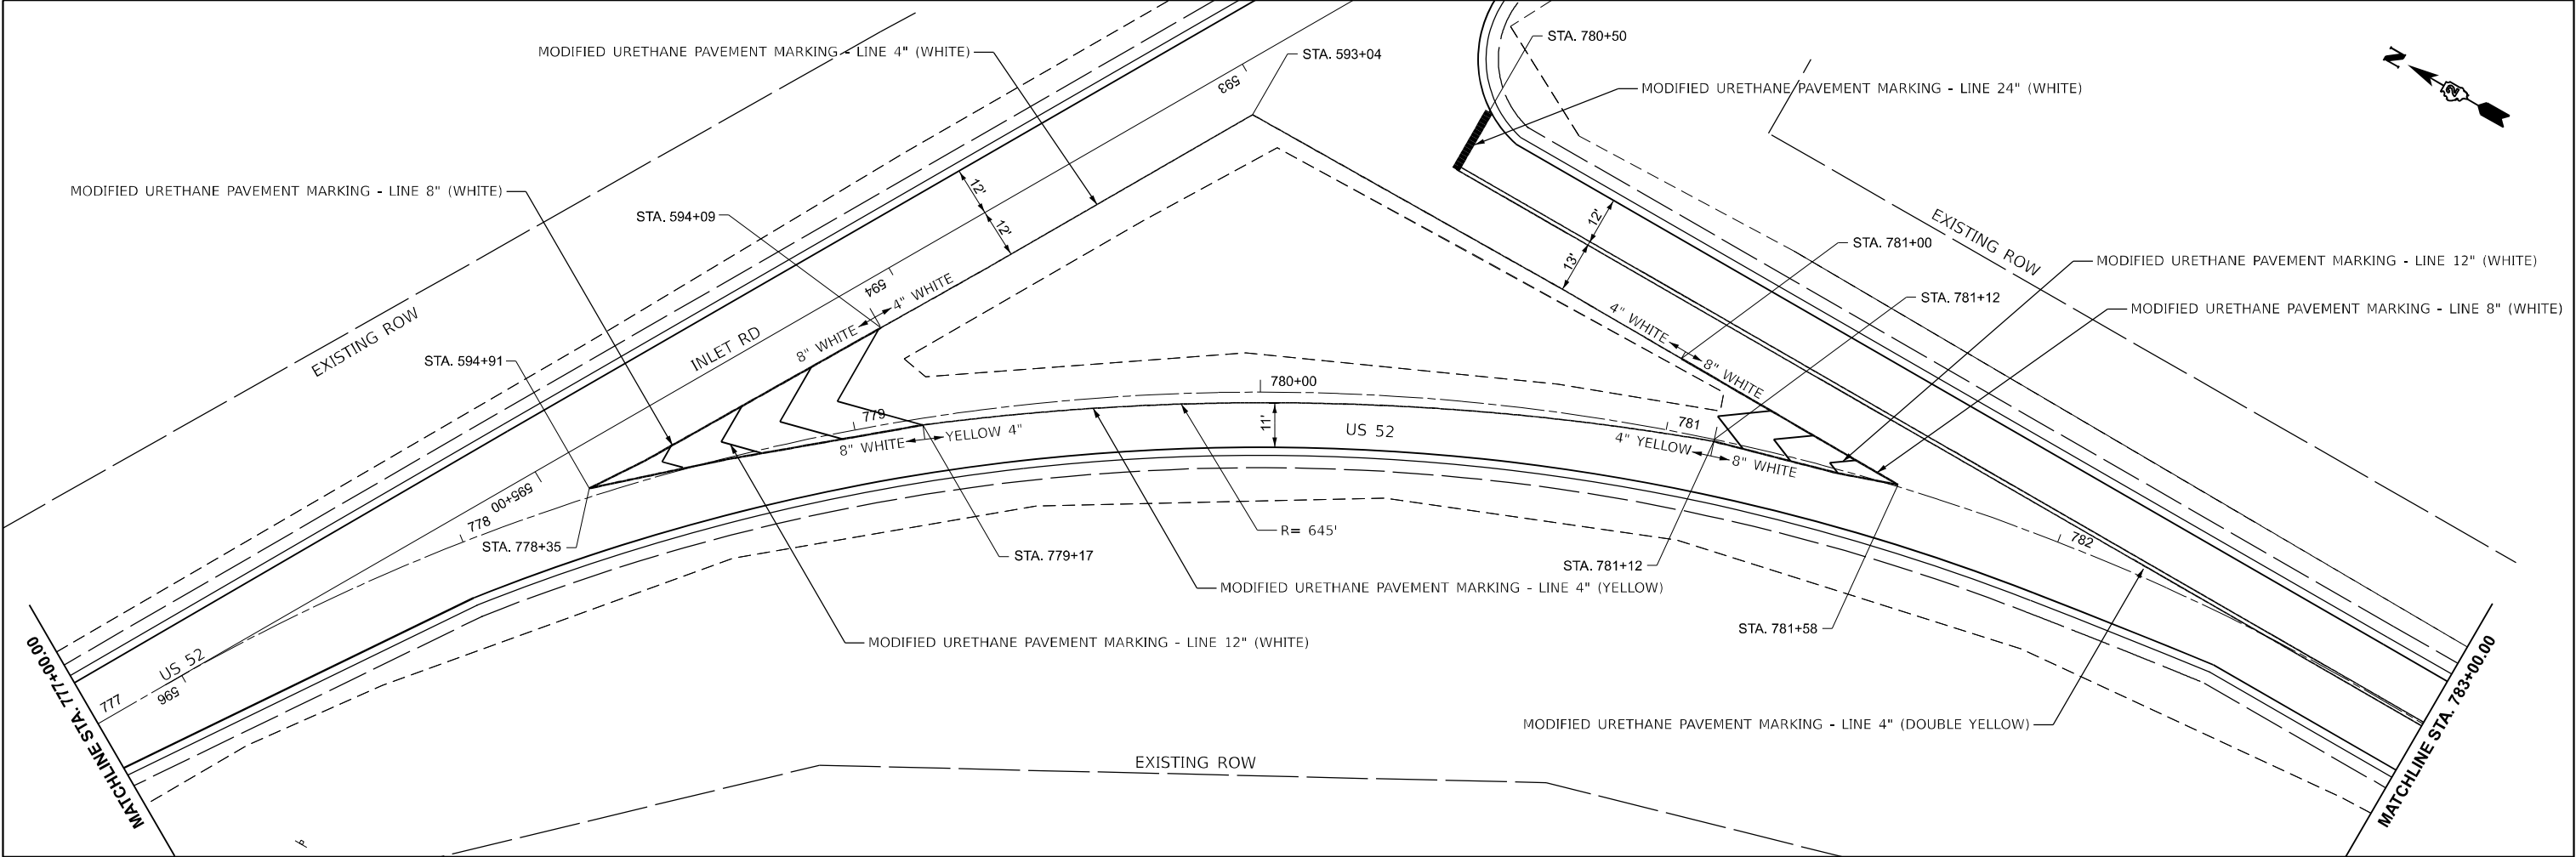 STA. 780+50
MODIFIED URETHANE PAVEMENT MARKING - LINE 4" (WHITE)
STA. 593+04
N
2
593
MODIFIED URETHANE PAVEMENT MARKING - LINE 24" (WHITE)
MODIFIED URETHANE PAVEMENT MARKING - LINE 8" (WHITE)
12'
12'
STA. 594+09
12'
13'
EXISTING ROW
STA. 781+00
MODIFIED URETHANE PAVEMENT MARKING - LINE 12" (WHITE)
594
4" WHITE
STA. 781+12
MODIFIED URETHANE PAVEMENT MARKING - LINE 8" (WHITE)
EXISTING ROW
INLET RD
8" WHITE
4" WHITE
8" WHITE
STA. 594+91
780+00
779
781
11'
US 52
8" WHITE
YELLOW 4"
4" YELLOW
8" WHITE
595+00
778
R= 645'
782
STA. 778+35
STA. 779+17
STA. 781+12
MODIFIED URETHANE PAVEMENT MARKING - LINE 4" (YELLOW)
STA. 781+58
MODIFIED URETHANE PAVEMENT MARKING - LINE 12" (WHITE)
US 52
777
596
MATCHLINE STA. 777+00.00
MODIFIED URETHANE PAVEMENT MARKING - LINE 4" (DOUBLE YELLOW)
MATCHLINE STA. 783+00.00
EXISTING ROW